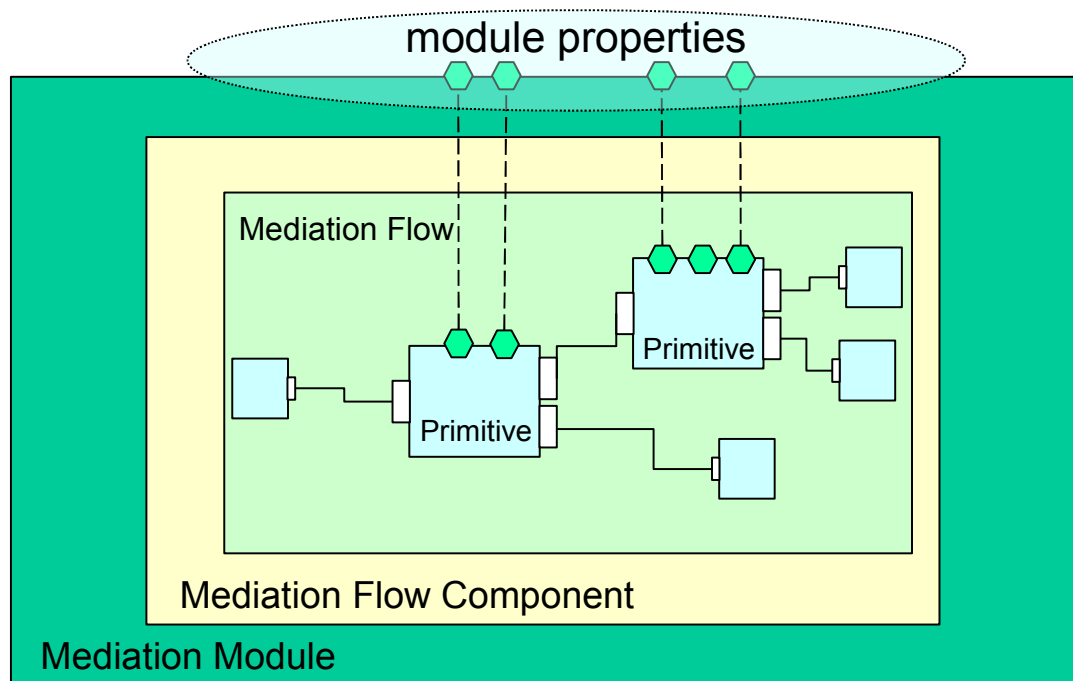 module properties
Mediation Flow
Primitive
Primitive
Mediation Flow Component
Mediation Module